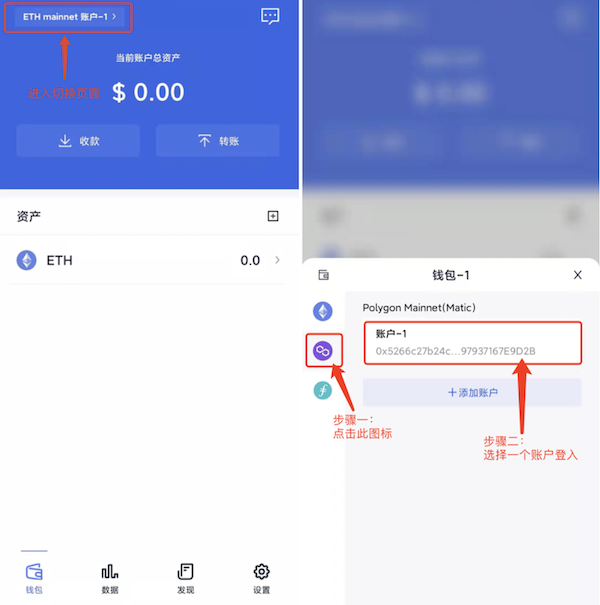 ETH mainnet 账户-1 >
当前账户总资产
进入切换页面
$ 0.00
收款
转账
资产
ETH
0.0
钱包
数据
发现
设置
钱包-1
Polygon Mainnet(Matic)
账户-1
0x5266c27b24c...97937167E9D2B
+添加账户
步骤一：
点击此图标
步骤二：
选择一个账户登入